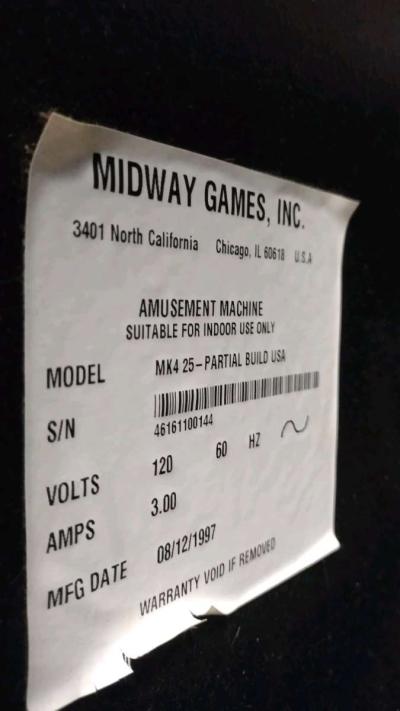 MIDWAY GAMES, INC.
3401 North California Chicago, IL 60618 U.S.A
AMUSEMENT MACHINE
SUITABLE FOR INDOOR USE ONLY
MODEL MK4 25-PARTIAL BUILD USA
S/N 46161100144
VOLTS 120 60 HZ ~
AMPS 3.00
MFG DATE 08/12/1997
WARRANTY VOID IF REMOVED